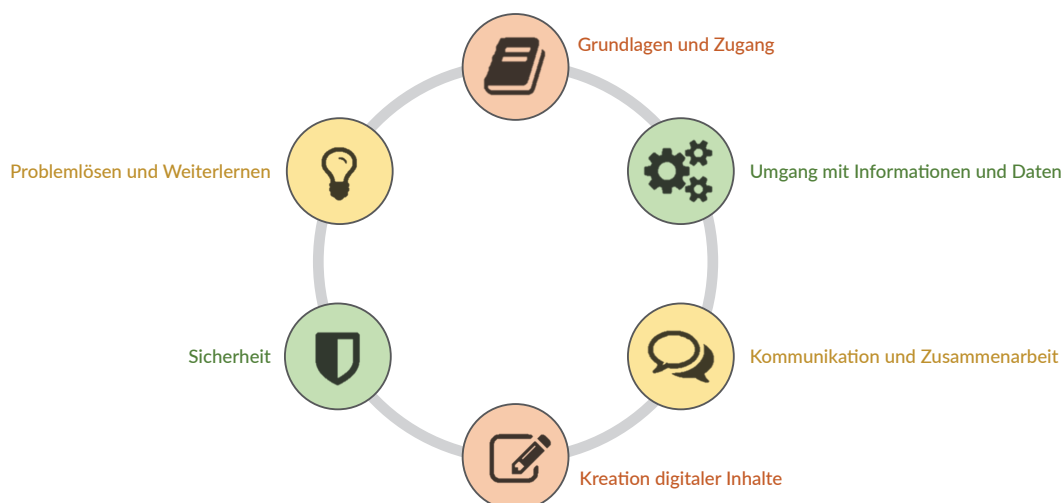 Grundlagen und Zugang
Umgang mit Informationen und Daten
Kommunikation und Zusammenarbeit
Kreation digitaler Inhalte
Sicherheit
Problemlösen und Weiterlernen